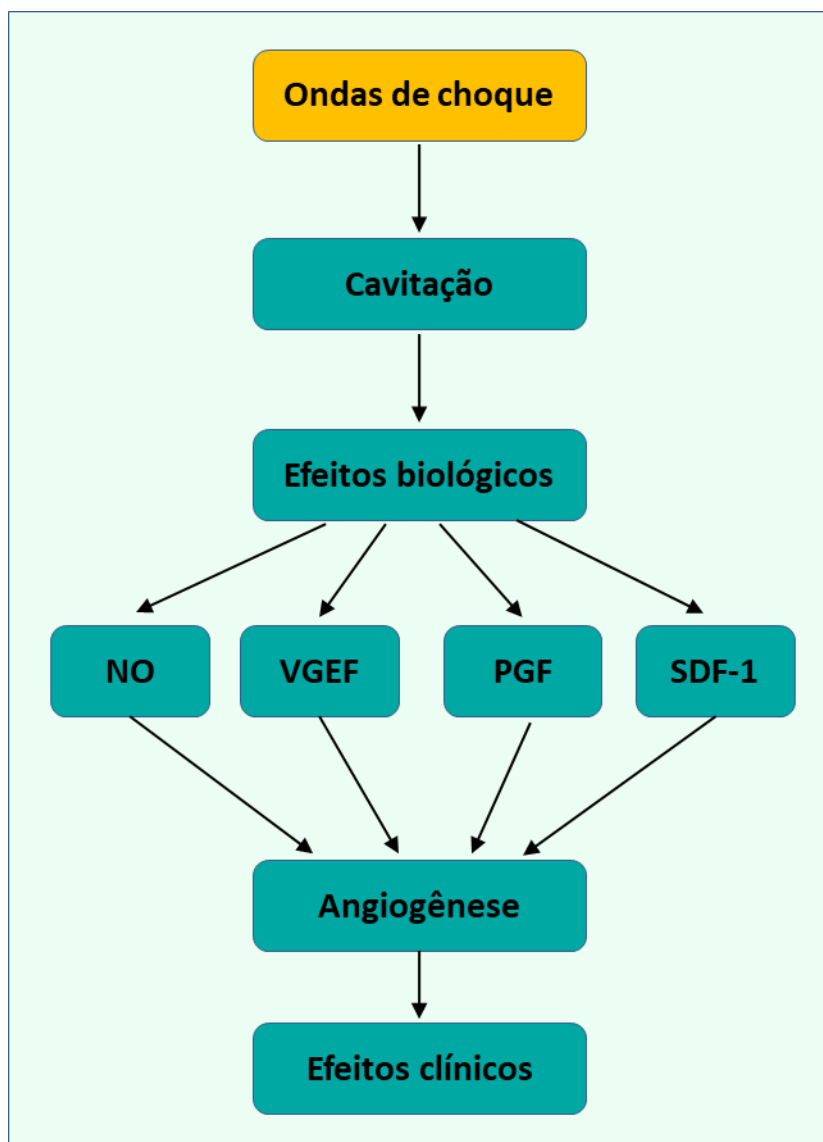 Ondas de choque
Cavitação
Efeitos biológicos
NO
VGEF
PGF
SDF-1
Angiogênese
Efeitos clínicos